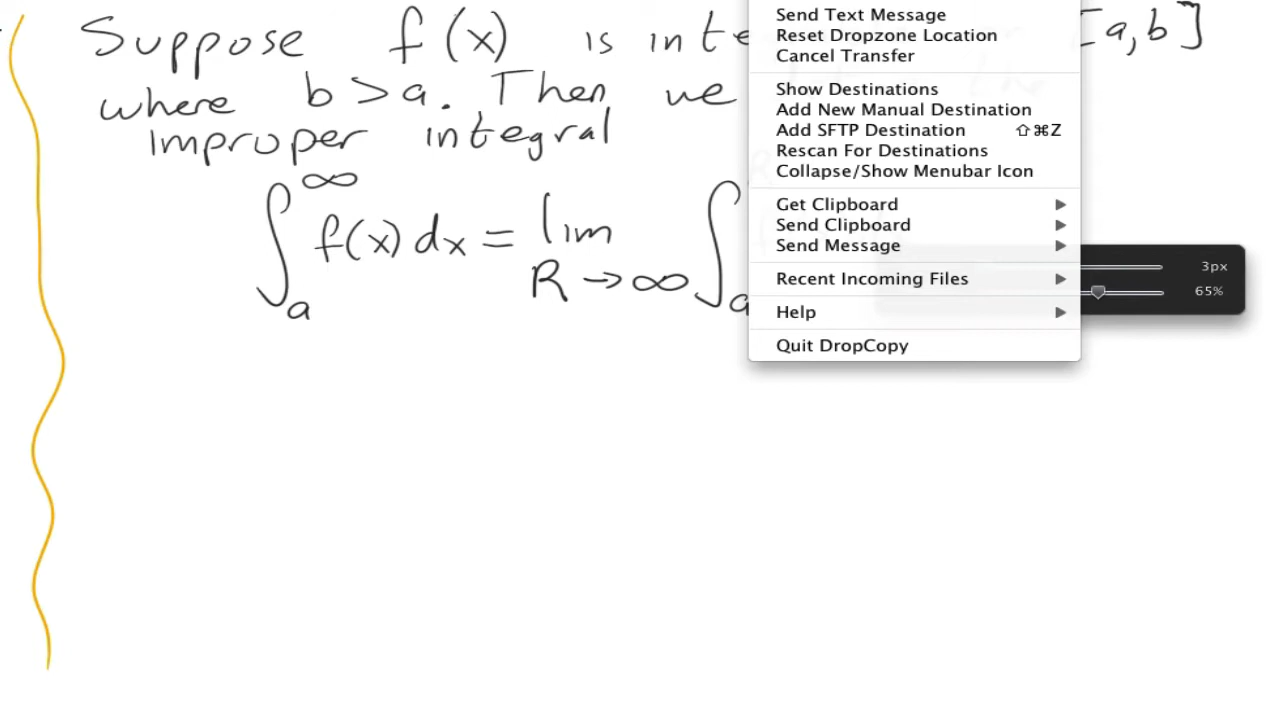 Suppose f(x) is inte [a,b]
where b>a. Then we
improper integral
∫ₐ^∞ f(x) dx = lim R→∞ ∫ₐ
Send Text Message
Reset Dropzone Location
Cancel Transfer
Show Destinations
Add New Manual Destination
Add SFTP Destination ⇧⌘Z
Rescan For Destinations
Collapse/Show Menubar Icon
Get Clipboard
Send Clipboard
Send Message
Recent Incoming Files
Help
Quit DropCopy
3px
65%